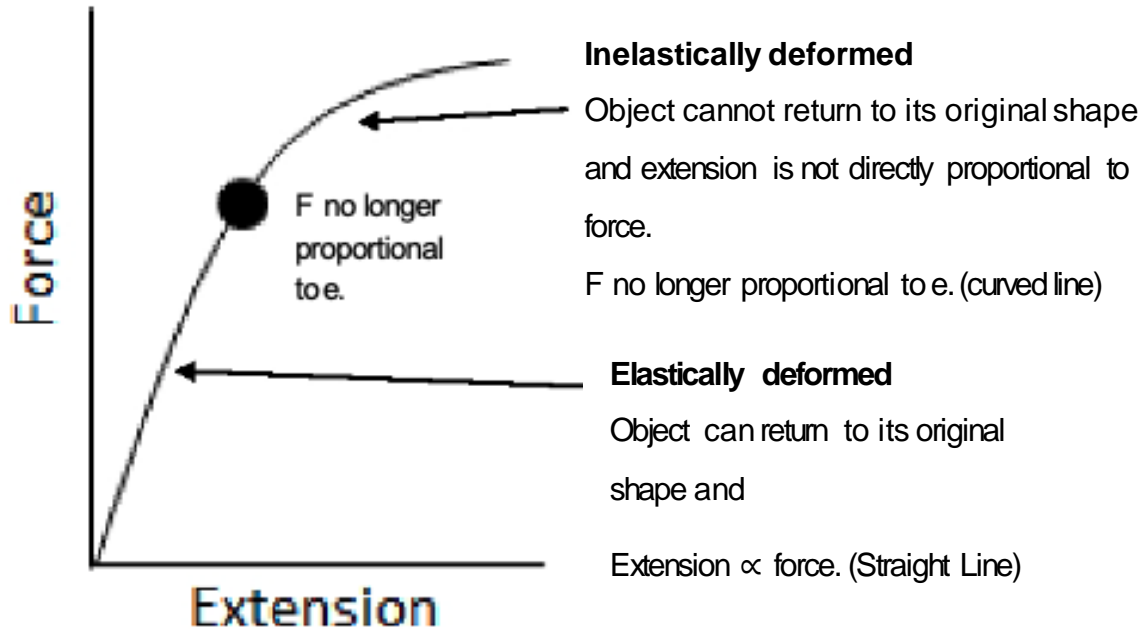 Inelastically deformed
Object cannot return to its original shape
and extension is not directly proportional to
force.
F no longer proportional to e. (curved line)
F no longer
proportional
to e.
Force
Elastically deformed
Object can return to its original
shape and
Extension ∝ force. (Straight Line)
Extension